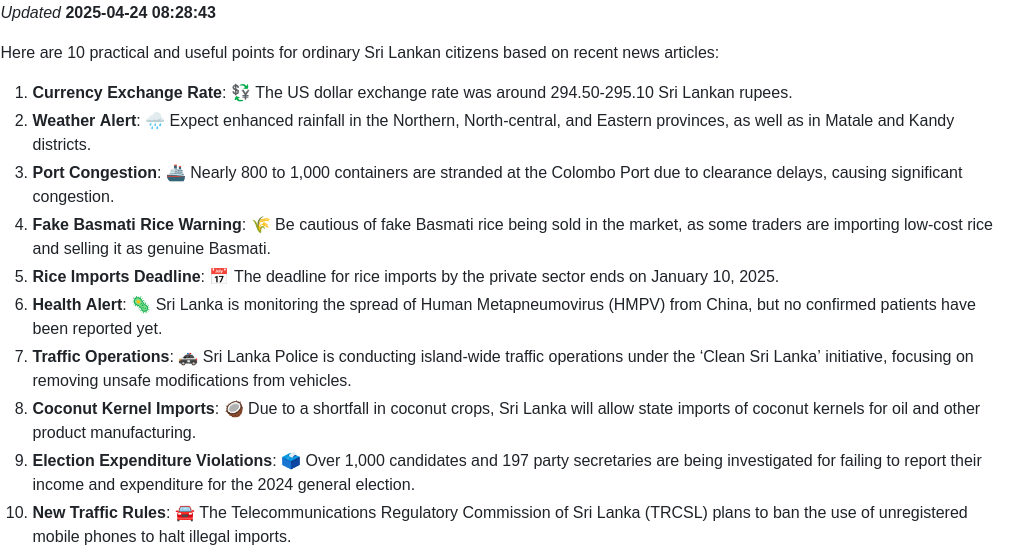 Updated 2025-04-24 08:28:43
Here are 10 practical and useful points for ordinary Sri Lankan citizens based on recent news articles:
1. Currency Exchange Rate: 💱 The US dollar exchange rate was around 294.50-295.10 Sri Lankan rupees.
2. Weather Alert: 🌧️ Expect enhanced rainfall in the Northern, North-central, and Eastern provinces, as well as in Matale and Kandy
districts.
3. Port Congestion: 🚢 Nearly 800 to 1,000 containers are stranded at the Colombo Port due to clearance delays, causing significant
congestion.
4. Fake Basmati Rice Warning: 🌾 Be cautious of fake Basmati rice being sold in the market, as some traders are importing low-cost rice
and selling it as genuine Basmati.
5. Rice Imports Deadline: 📅 The deadline for rice imports by the private sector ends on January 10, 2025.
6. Health Alert: 🦠 Sri Lanka is monitoring the spread of Human Metapneumovirus (HMPV) from China, but no confirmed patients have
been reported yet.
7. Traffic Operations: 🚓 Sri Lanka Police is conducting island-wide traffic operations under the ‘Clean Sri Lanka’ initiative, focusing on
removing unsafe modifications from vehicles.
8. Coconut Kernel Imports: 🥥 Due to a shortfall in coconut crops, Sri Lanka will allow state imports of coconut kernels for oil and other
product manufacturing.
9. Election Expenditure Violations: 🗳️ Over 1,000 candidates and 197 party secretaries are being investigated for failing to report their
income and expenditure for the 2024 general election.
10. New Traffic Rules: 🚘 The Telecommunications Regulatory Commission of Sri Lanka (TRCSL) plans to ban the use of unregistered
mobile phones to halt illegal imports.